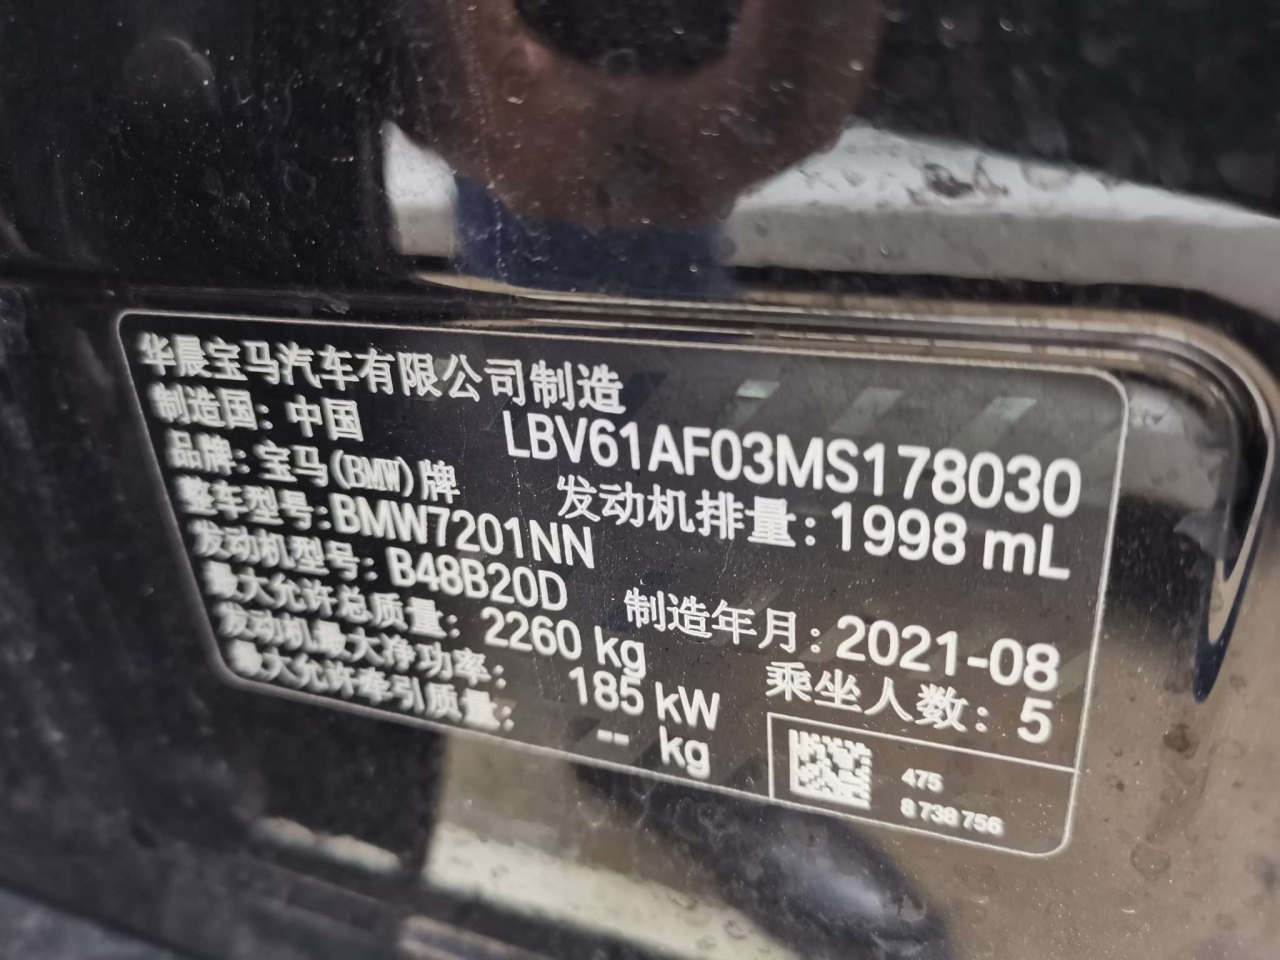 华晨宝马汽车有限公司制造
制造国：中国
LBV61AF03MS178030
品牌：宝马(BMW)牌
发动机排量：1998 mL
整车型号：BMW7201NN
发动机型号：B48B20D
制造年月：2021-08
最大允许总质量：2260 kg
乘坐人数：5
发动机最大净功率：185 kW
最大允许牵引质量：-- kg
475
8 738 756